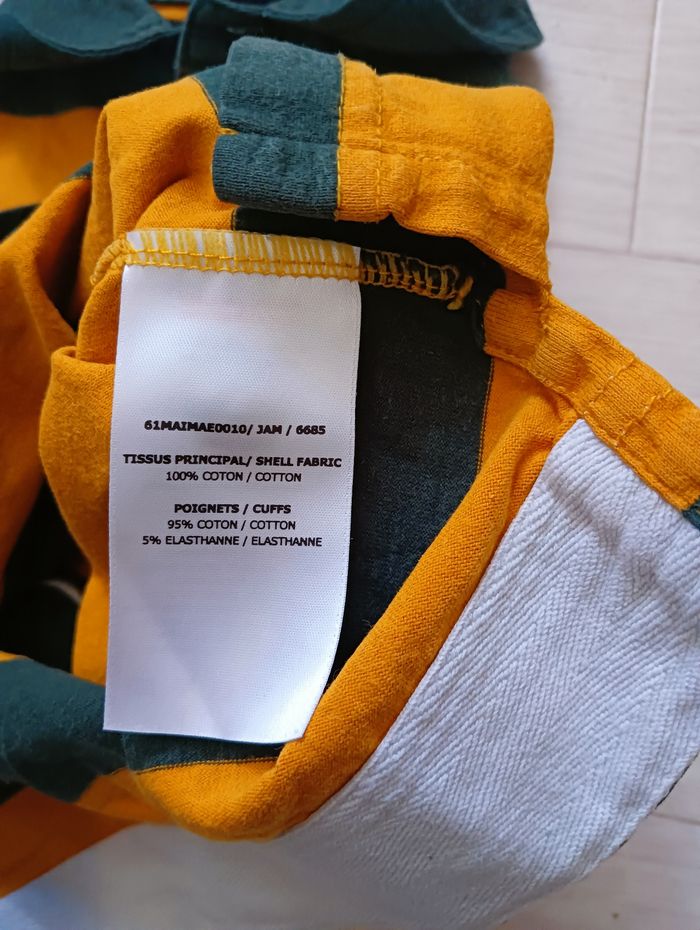 61MAIMAE0010/ JAM / 6685
TISSUS PRINCIPAL/ SHELL FABRIC
100% COTON / COTTON
POIGNETS / CUFFS
95% COTON / COTTON
5% ELASTHANNE / ELASTHANNE